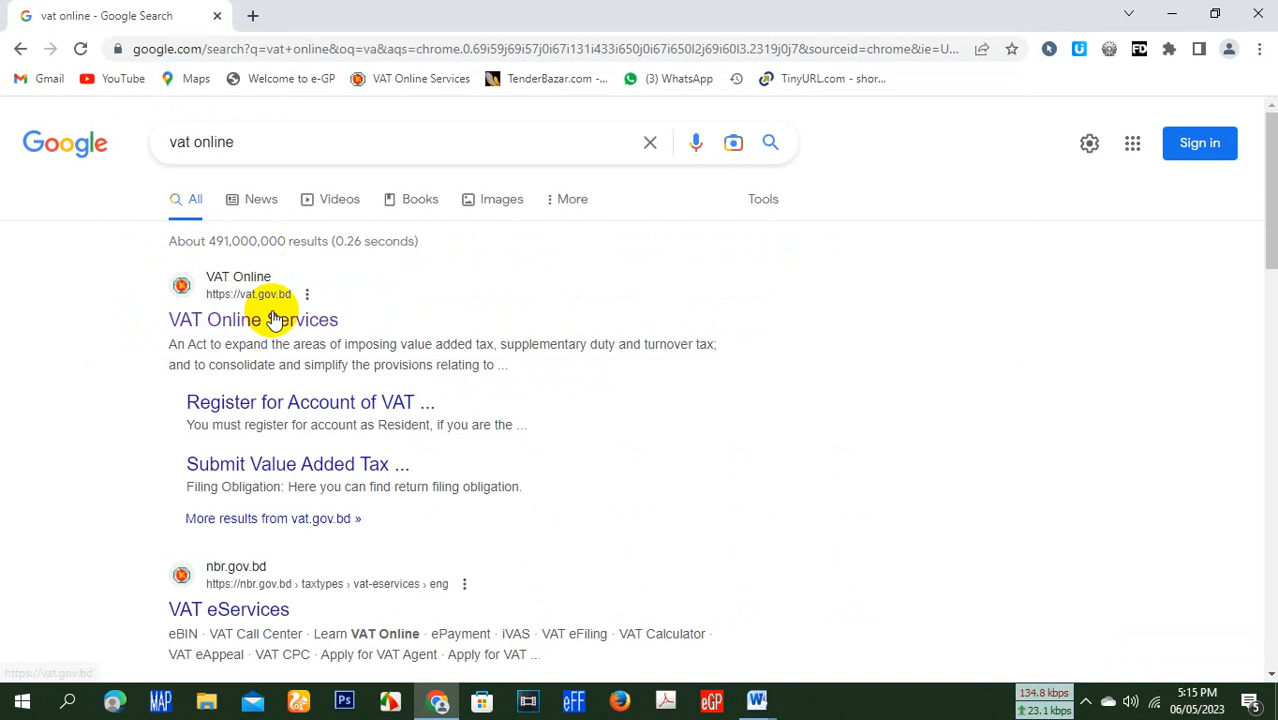 vat online - Google Search
google.com/search?q=vat+online&oq=va&aqs=chrome.0.69i59j69i57j0i67i131i433i650j0i67i650l2j69i60l3.2319j0j7&sourceid=chrome&ie=U...
Gmail YouTube Maps Welcome to e-GP VAT Online Services TenderBazar.com -... (3) WhatsApp TinyURL.com - shor...
Google vat online Sign in
All News Videos Books Images More Tools
About 491,000,000 results (0.26 seconds)
VAT Online
https://vat.gov.bd
VAT Online Services
An Act to expand the areas of imposing value added tax, supplementary duty and turnover tax;
and to consolidate and simplify the provisions relating to ...
Register for Account of VAT ...
You must register for account as Resident, if you are the ...
Submit Value Added Tax ...
Filing Obligation: Here you can find return filing obligation.
More results from vat.gov.bd »
nbr.gov.bd
https://nbr.gov.bd › taxtypes › vat-eservices › eng
VAT eServices
eBIN · VAT Call Center · Learn VAT Online · ePayment · iVAS · VAT eFiling · VAT Calculator ·
VAT eAppeal · VAT CPC · Apply for VAT Agent · Apply for VAT ...
https://vat.gov.bd
MAP Ps eFF eGP W 134.8 kbps 5:15 PM
23.1 kbps 06/05/2023 5